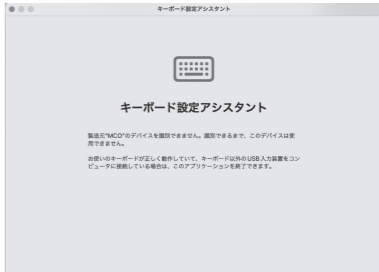 キーボード設定アシスタント
キーボード設定アシスタント
製造元"MCO"のデバイスを識別できません。識別できるまで、このデバイスは使
用できません。
お使いのキーボードが正しく動作していて、キーボード以外のUSB入力装置をコン
ピュータに接続している場合は、このアプリケーションを終了できます。